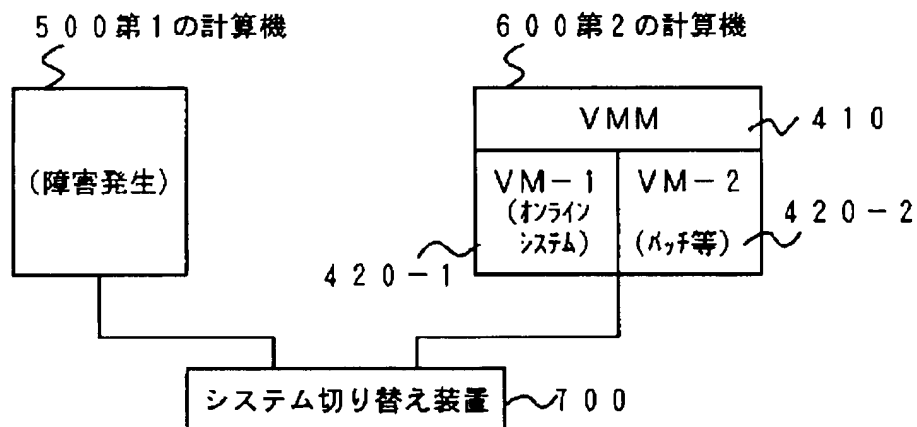 500第1の計算機
600第2の計算機
(障害発生)
VMM
410
VM-1
(オンライン
システム)
VM-2
(バッチ等)
420-1
420-2
システム切り替え装置
700